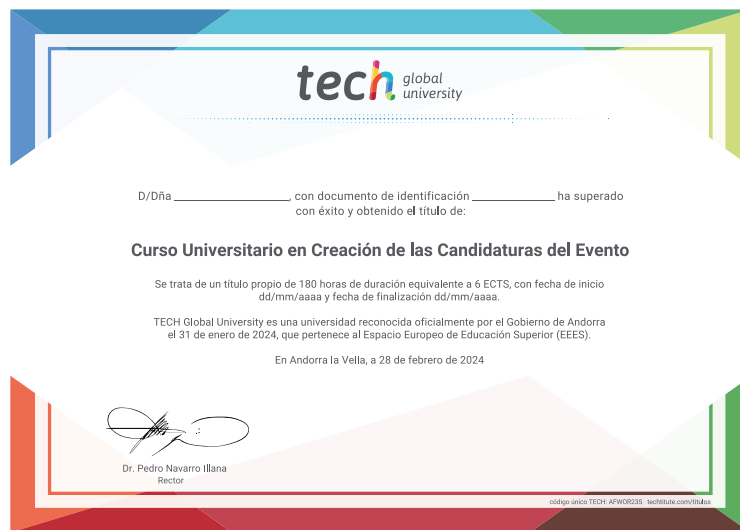 tech global
university
D/Dña ______________, con documento de identificación ______________ ha superado
con éxito y obtenido el título de:
Curso Universitario en Creación de las Candidaturas del Evento
Se trata de un título propio de 180 horas de duración equivalente a 6 ECTS, con fecha de inicio
dd/mm/aaaa y fecha de finalización dd/mm/aaaa.
TECH Global University es una universidad reconocida oficialmente por el Gobierno de Andorra
el 31 de enero de 2024, que pertenece al Espacio Europeo de Educación Superior (EEES).
En Andorra la Vella, a 28 de febrero de 2024
Dr. Pedro Navarro Illana
Rector
código único TECH: AFWOR23S techtitute.com/titulos